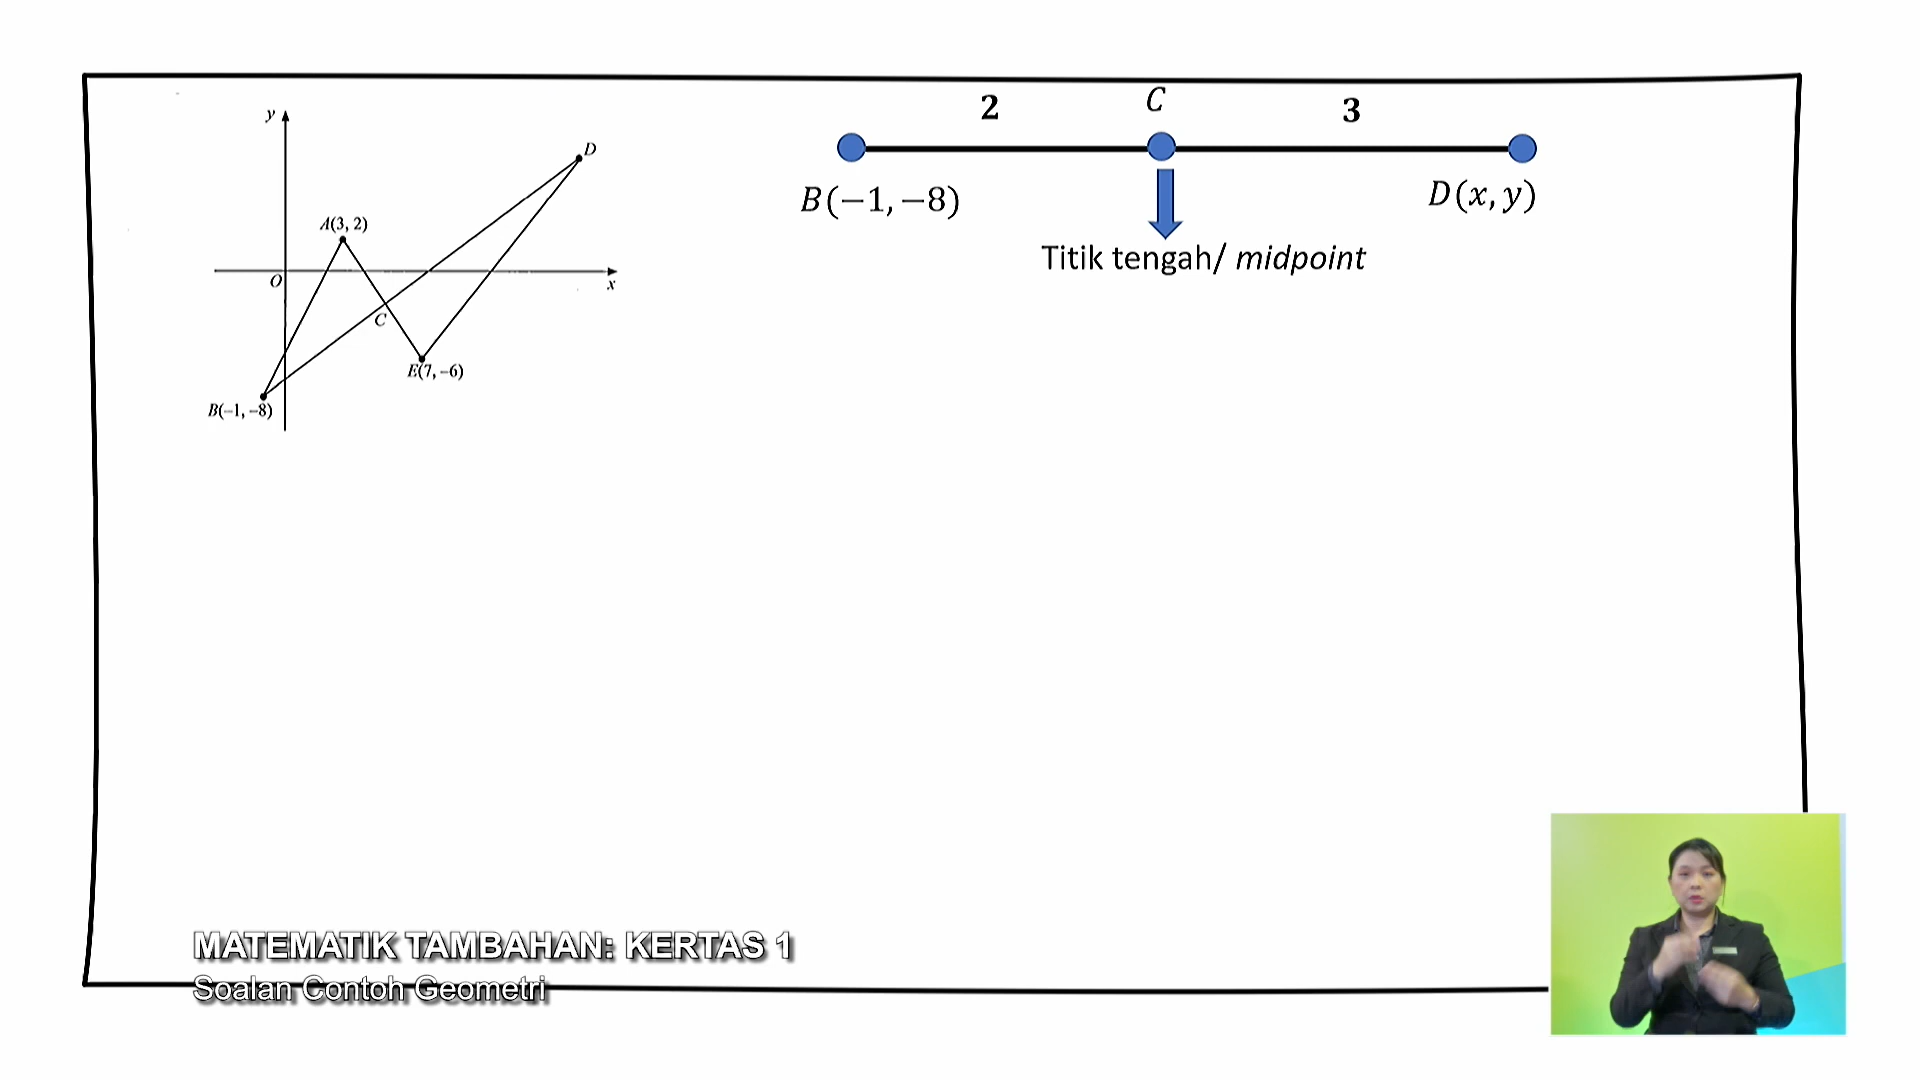 y
D
A(3, 2)
O
x
C
E(7, –6)
B(–1, –8)
2
C
3
B(−1, −8)
D(x, y)
Titik tengah/ midpoint
MATEMATIK TAMBAHAN: KERTAS 1
Soalan Contoh Geometri